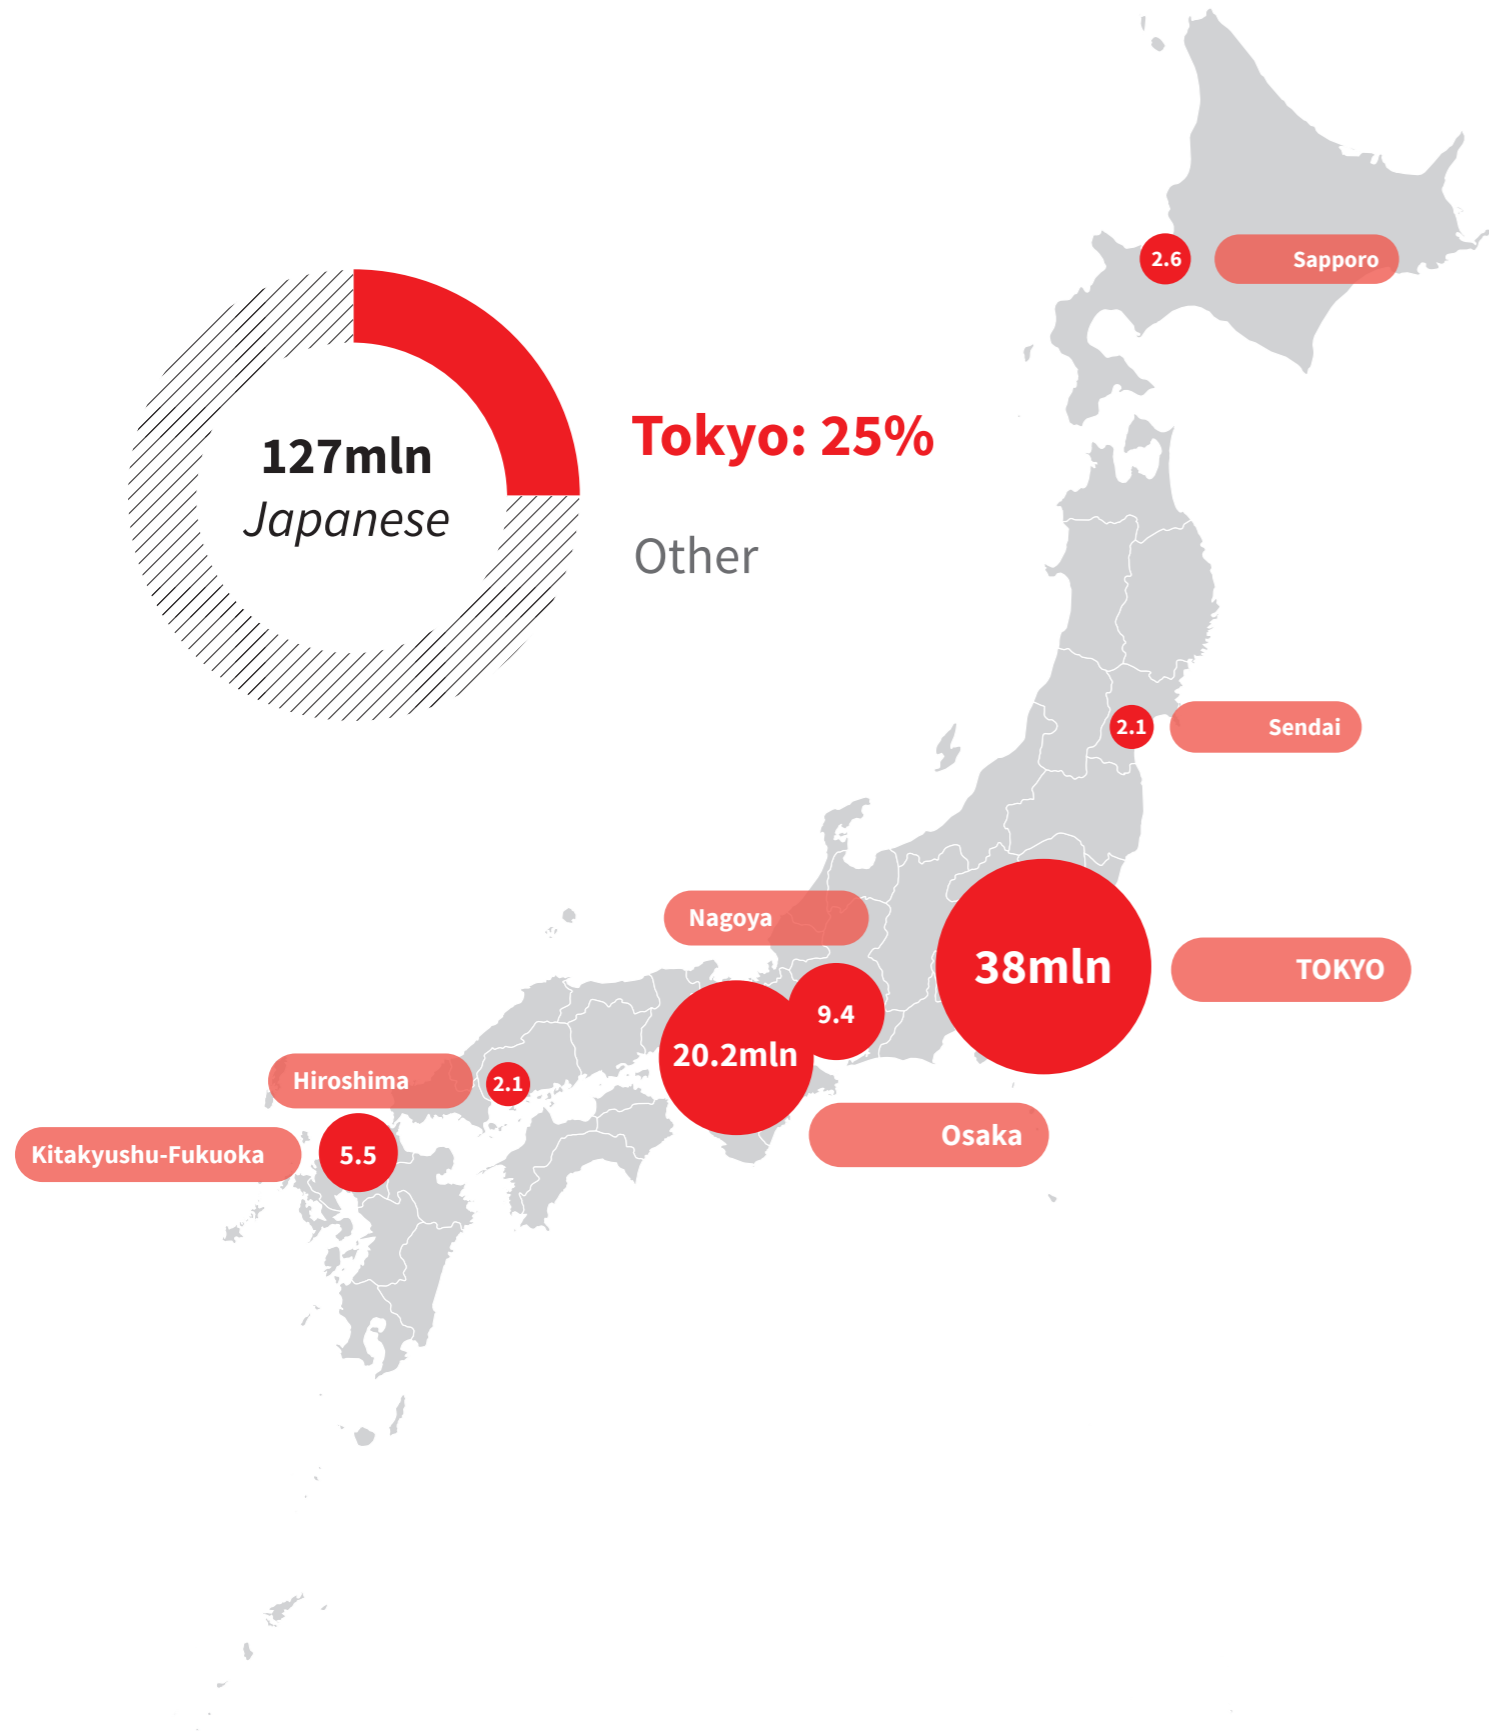 2.6
Sapporo
127mln
Japanese
Tokyo: 25%
Other
2.1
Sendai
Nagoya
38mln
TOKYO
9.4
20.2mln
Hiroshima
2.1
Osaka
Kitakyushu-Fukuoka
5.5